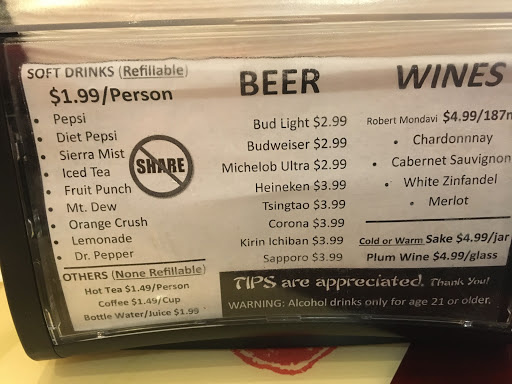 SOFT DRINKS (Refillable)
$1.99/Person
Pepsi
Diet Pepsi
Sierra Mist
Iced Tea
Fruit Punch
Mt. Dew
Orange Crush
Lemonade
Dr. Pepper
SHARE
OTHERS (None Refillable)
Hot Tea $1.49/Person
Coffee $1.49/Cup
Bottle Water/Juice $1.99
BEER
Bud Light $2.99
Budweiser $2.99
Michelob Ultra $2.99
Heineken $3.99
Tsingtao $3.99
Corona $3.99
Kirin Ichiban $3.99
Sapporo $3.99
WINES
Robert Mondavi $4.99/187m
Chardonnnay
Cabernet Sauvignon
White Zinfandel
Merlot
Cold or Warm Sake $4.99/jar
Plum Wine $4.99/glass
TIPS are appreciated. Thank You!
WARNING: Alcohol drinks only for age 21 or older.